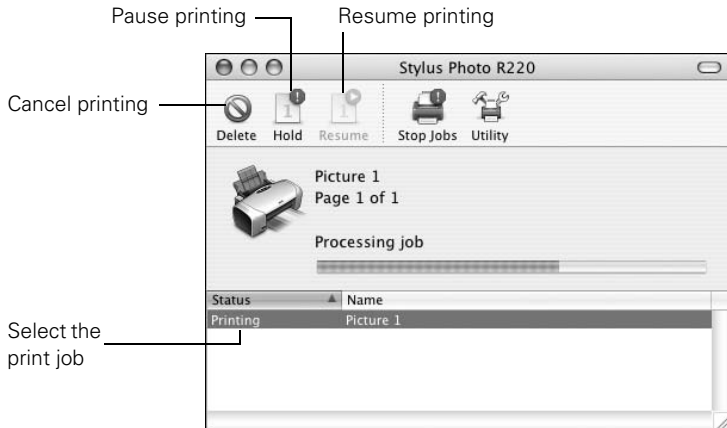 Pause printing
Resume printing
Stylus Photo R220
Cancel printing
Delete Hold Resume Stop Jobs Utility
Picture 1
Page 1 of 1
Processing job
Status Name
Printing Picture 1
Select the
print job